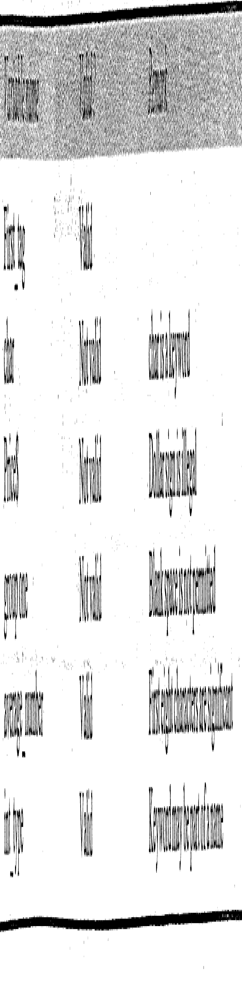 Variable name Valid? Remark
First_tag Valid
char Not valid char is a keyword
Price$ Not valid Dollar sign is illegal
group one Not valid Blank space is not permitted
average_number Valid First eight characters are significant
int_type Valid Keyword may be part of a name